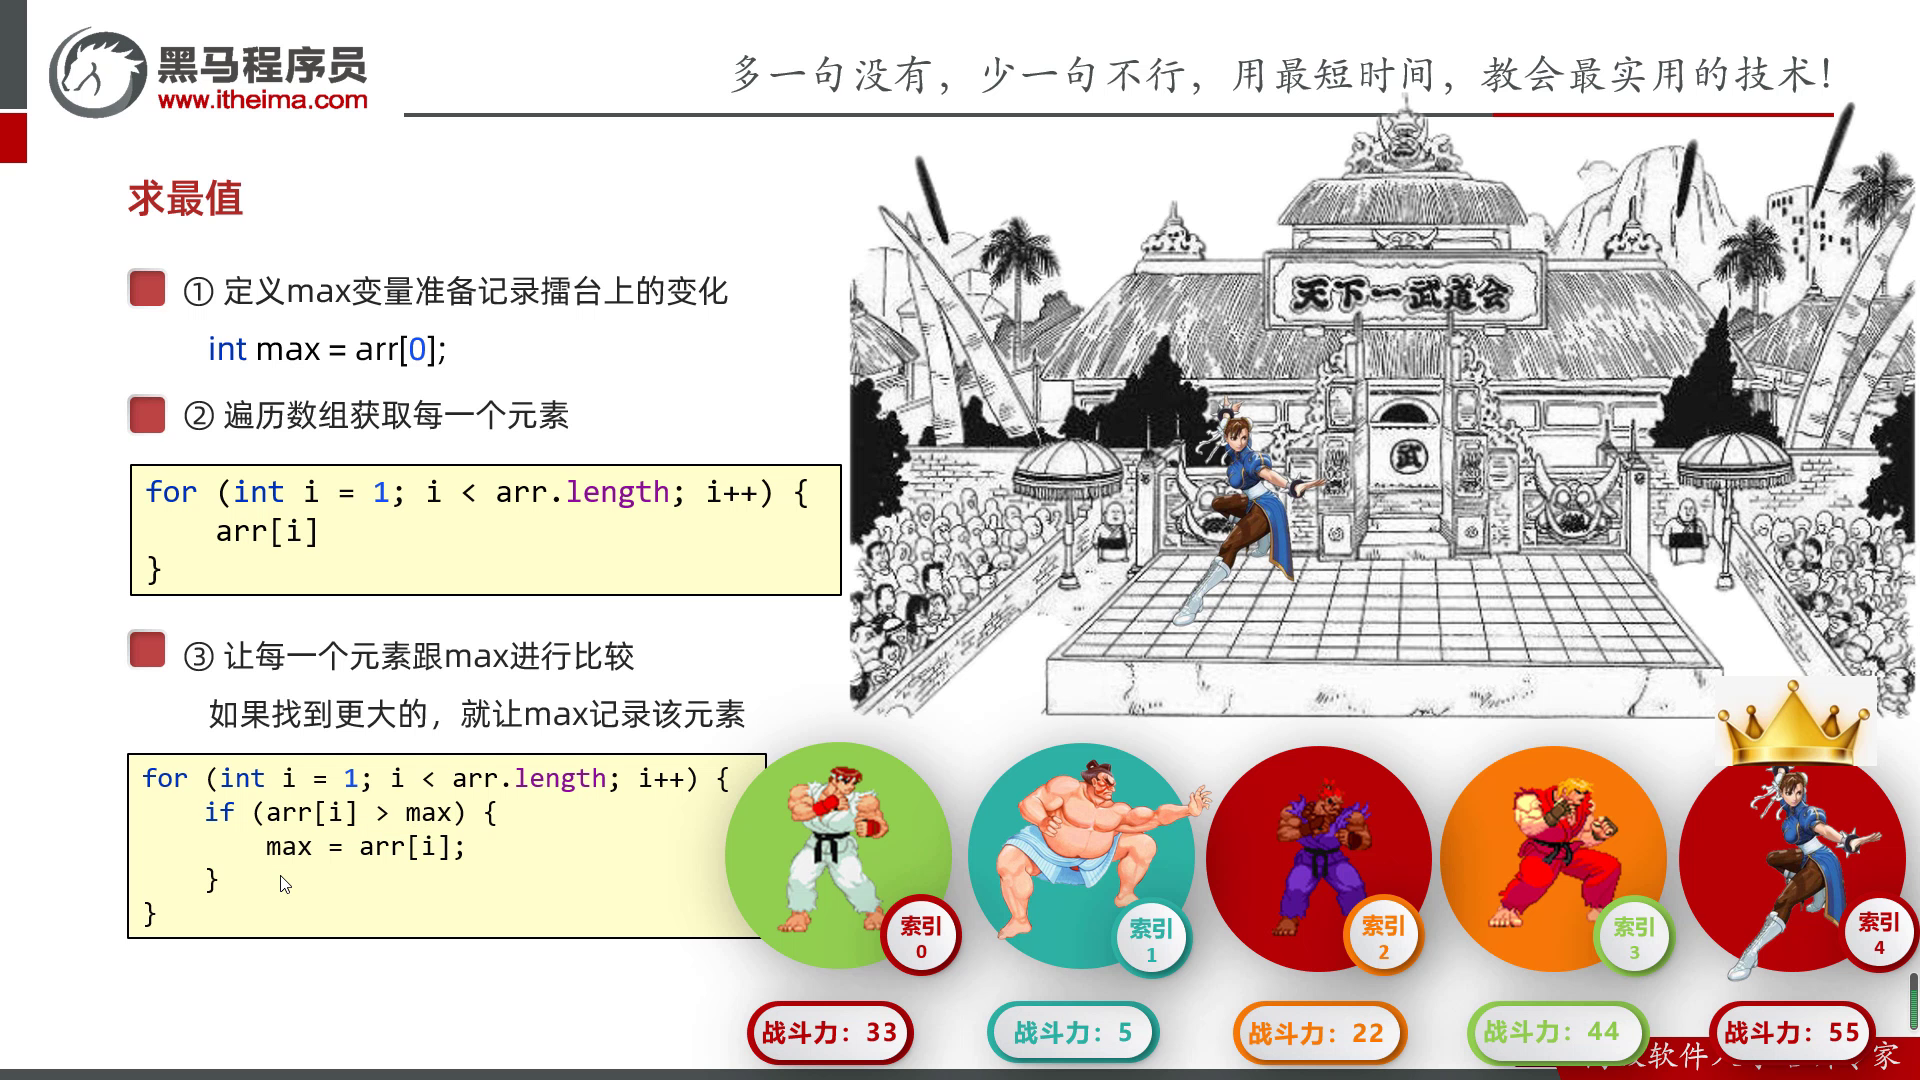 黑马程序员
www.itheima.com
多一句没有，少一句不行，用最短时间，教会最实用的技术！
求最值
① 定义max变量准备记录擂台上的变化
int max = arr[0];
② 遍历数组获取每一个元素
for (int i = 1; i < arr.length; i++) {
    arr[i]
}
③ 让每一个元素跟max进行比较
如果找到更大的，就让max记录该元素
for (int i = 1; i < arr.length; i++) {
    if (arr[i] > max) {
        max = arr[i];
    }
}
天下一武道会
武
索引
0
索引
1
索引
2
索引
3
索引
4
战斗力：33
战斗力：5
战斗力：22
战斗力：44
战斗力：55
软件
家